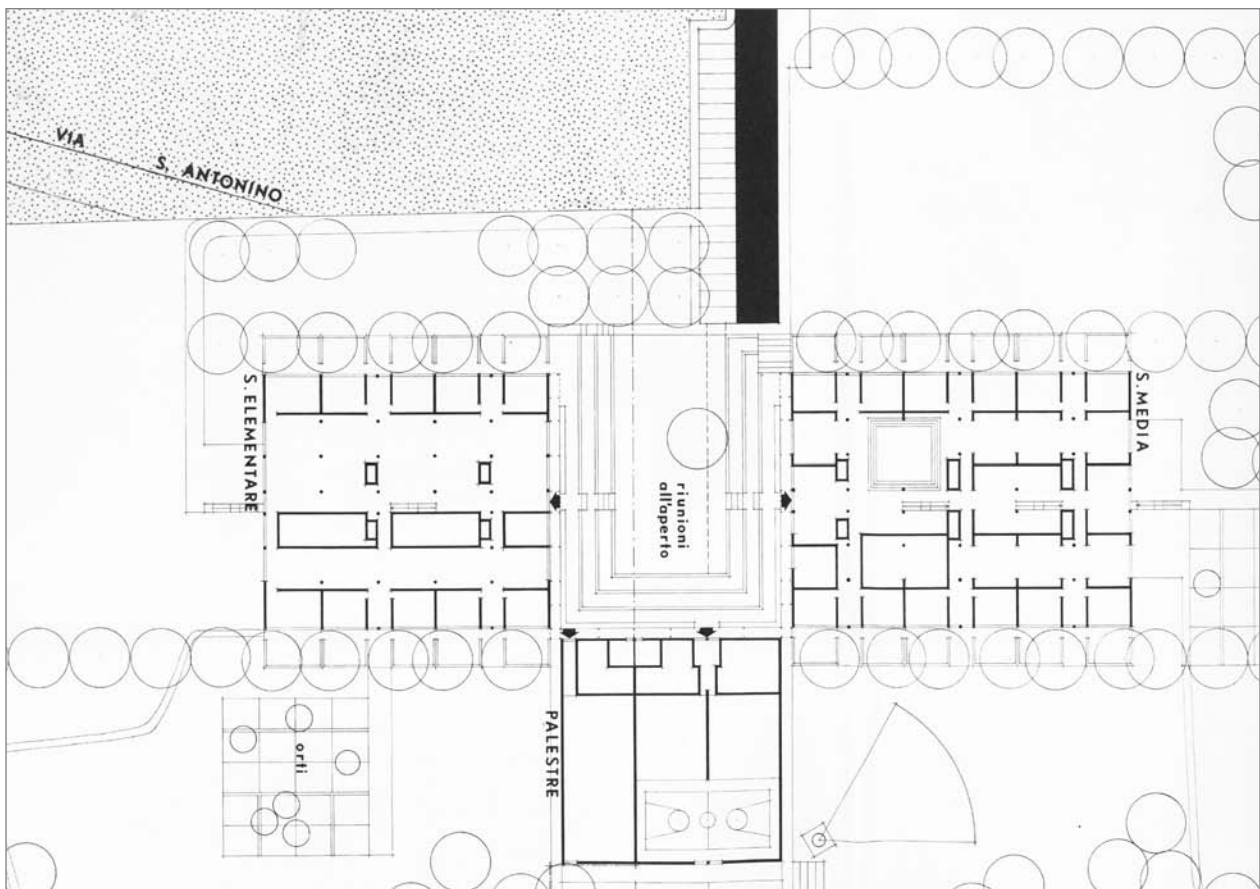 VIA
S. ANTONINO
S. ELEMENTARE
S. MEDIA
riunioni
all'aperto
PALESTRE
orti